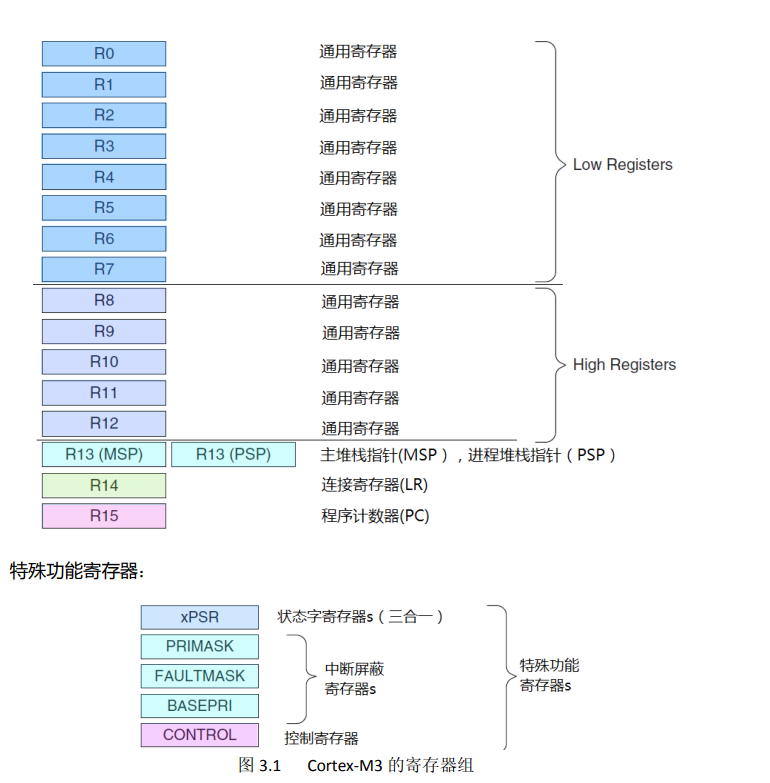 R0 通用寄存器
R1 通用寄存器
R2 通用寄存器
R3 通用寄存器
Low Registers
R4 通用寄存器
R5 通用寄存器
R6 通用寄存器
R7 通用寄存器
R8 通用寄存器
R9 通用寄存器
R10 通用寄存器
High Registers
R11 通用寄存器
R12 通用寄存器
R13 (MSP) R13 (PSP) 主堆栈指针(MSP），进程堆栈指针（PSP）
R14 连接寄存器(LR)
R15 程序计数器(PC)
特殊功能寄存器：
xPSR 状态字寄存器s（三合一）
PRIMASK
FAULTMASK
BASEPRI
中断屏蔽
寄存器s
特殊功能
寄存器s
CONTROL 控制寄存器
图 3.1 Cortex-M3 的寄存器组